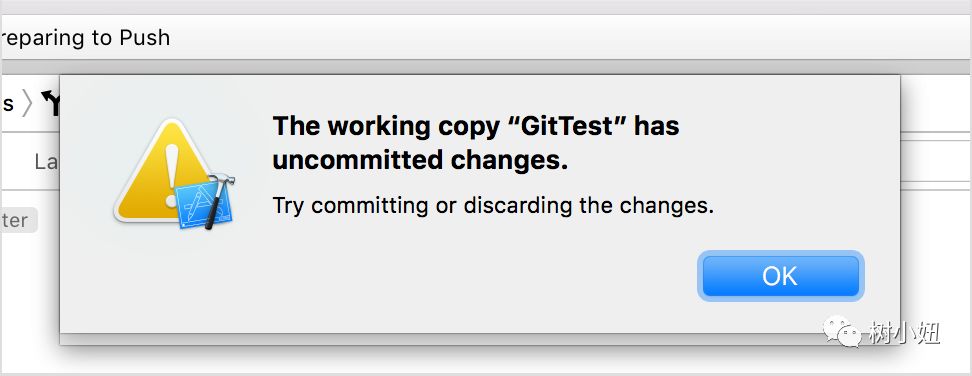 reparing to Push
s
The working copy “GitTest” has
uncommitted changes.
La
Try committing or discarding the changes.
ter
OK
树小妞